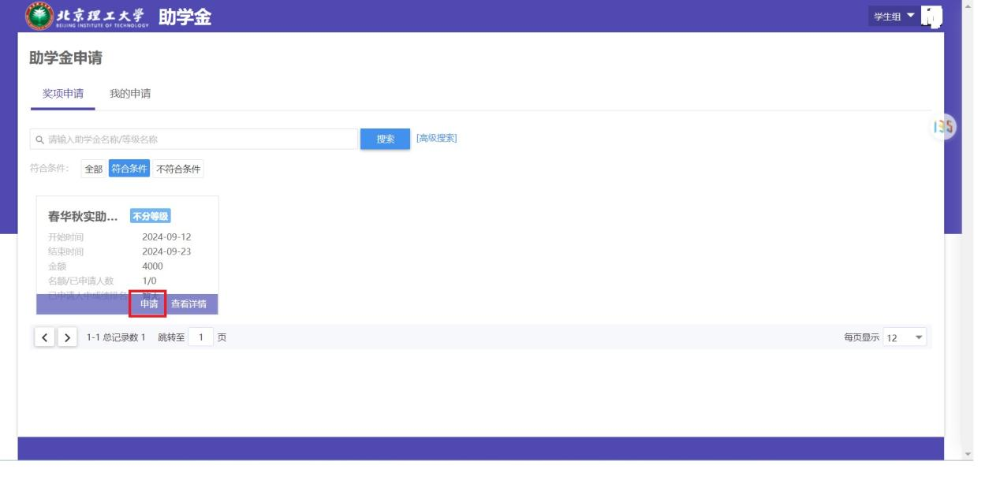 北京理工大学 助学金
BEIJING INSTITUTE OF TECHNOLOGY
学生组
助学金申请
奖项申请 我的申请
请输入助学金名称/等级名称 搜索 [高级搜索]
符合条件: 全部 符合条件 不符合条件
春华秋实助... 不分等级
开始时间 2024-09-12
结束时间 2024-09-23
金额 4000
名额/已申请人数 1/0
已申请人中成绩排名 暂无
申请 查看详情
1-1 总记录数 1 跳转至 1 页 每页显示 12